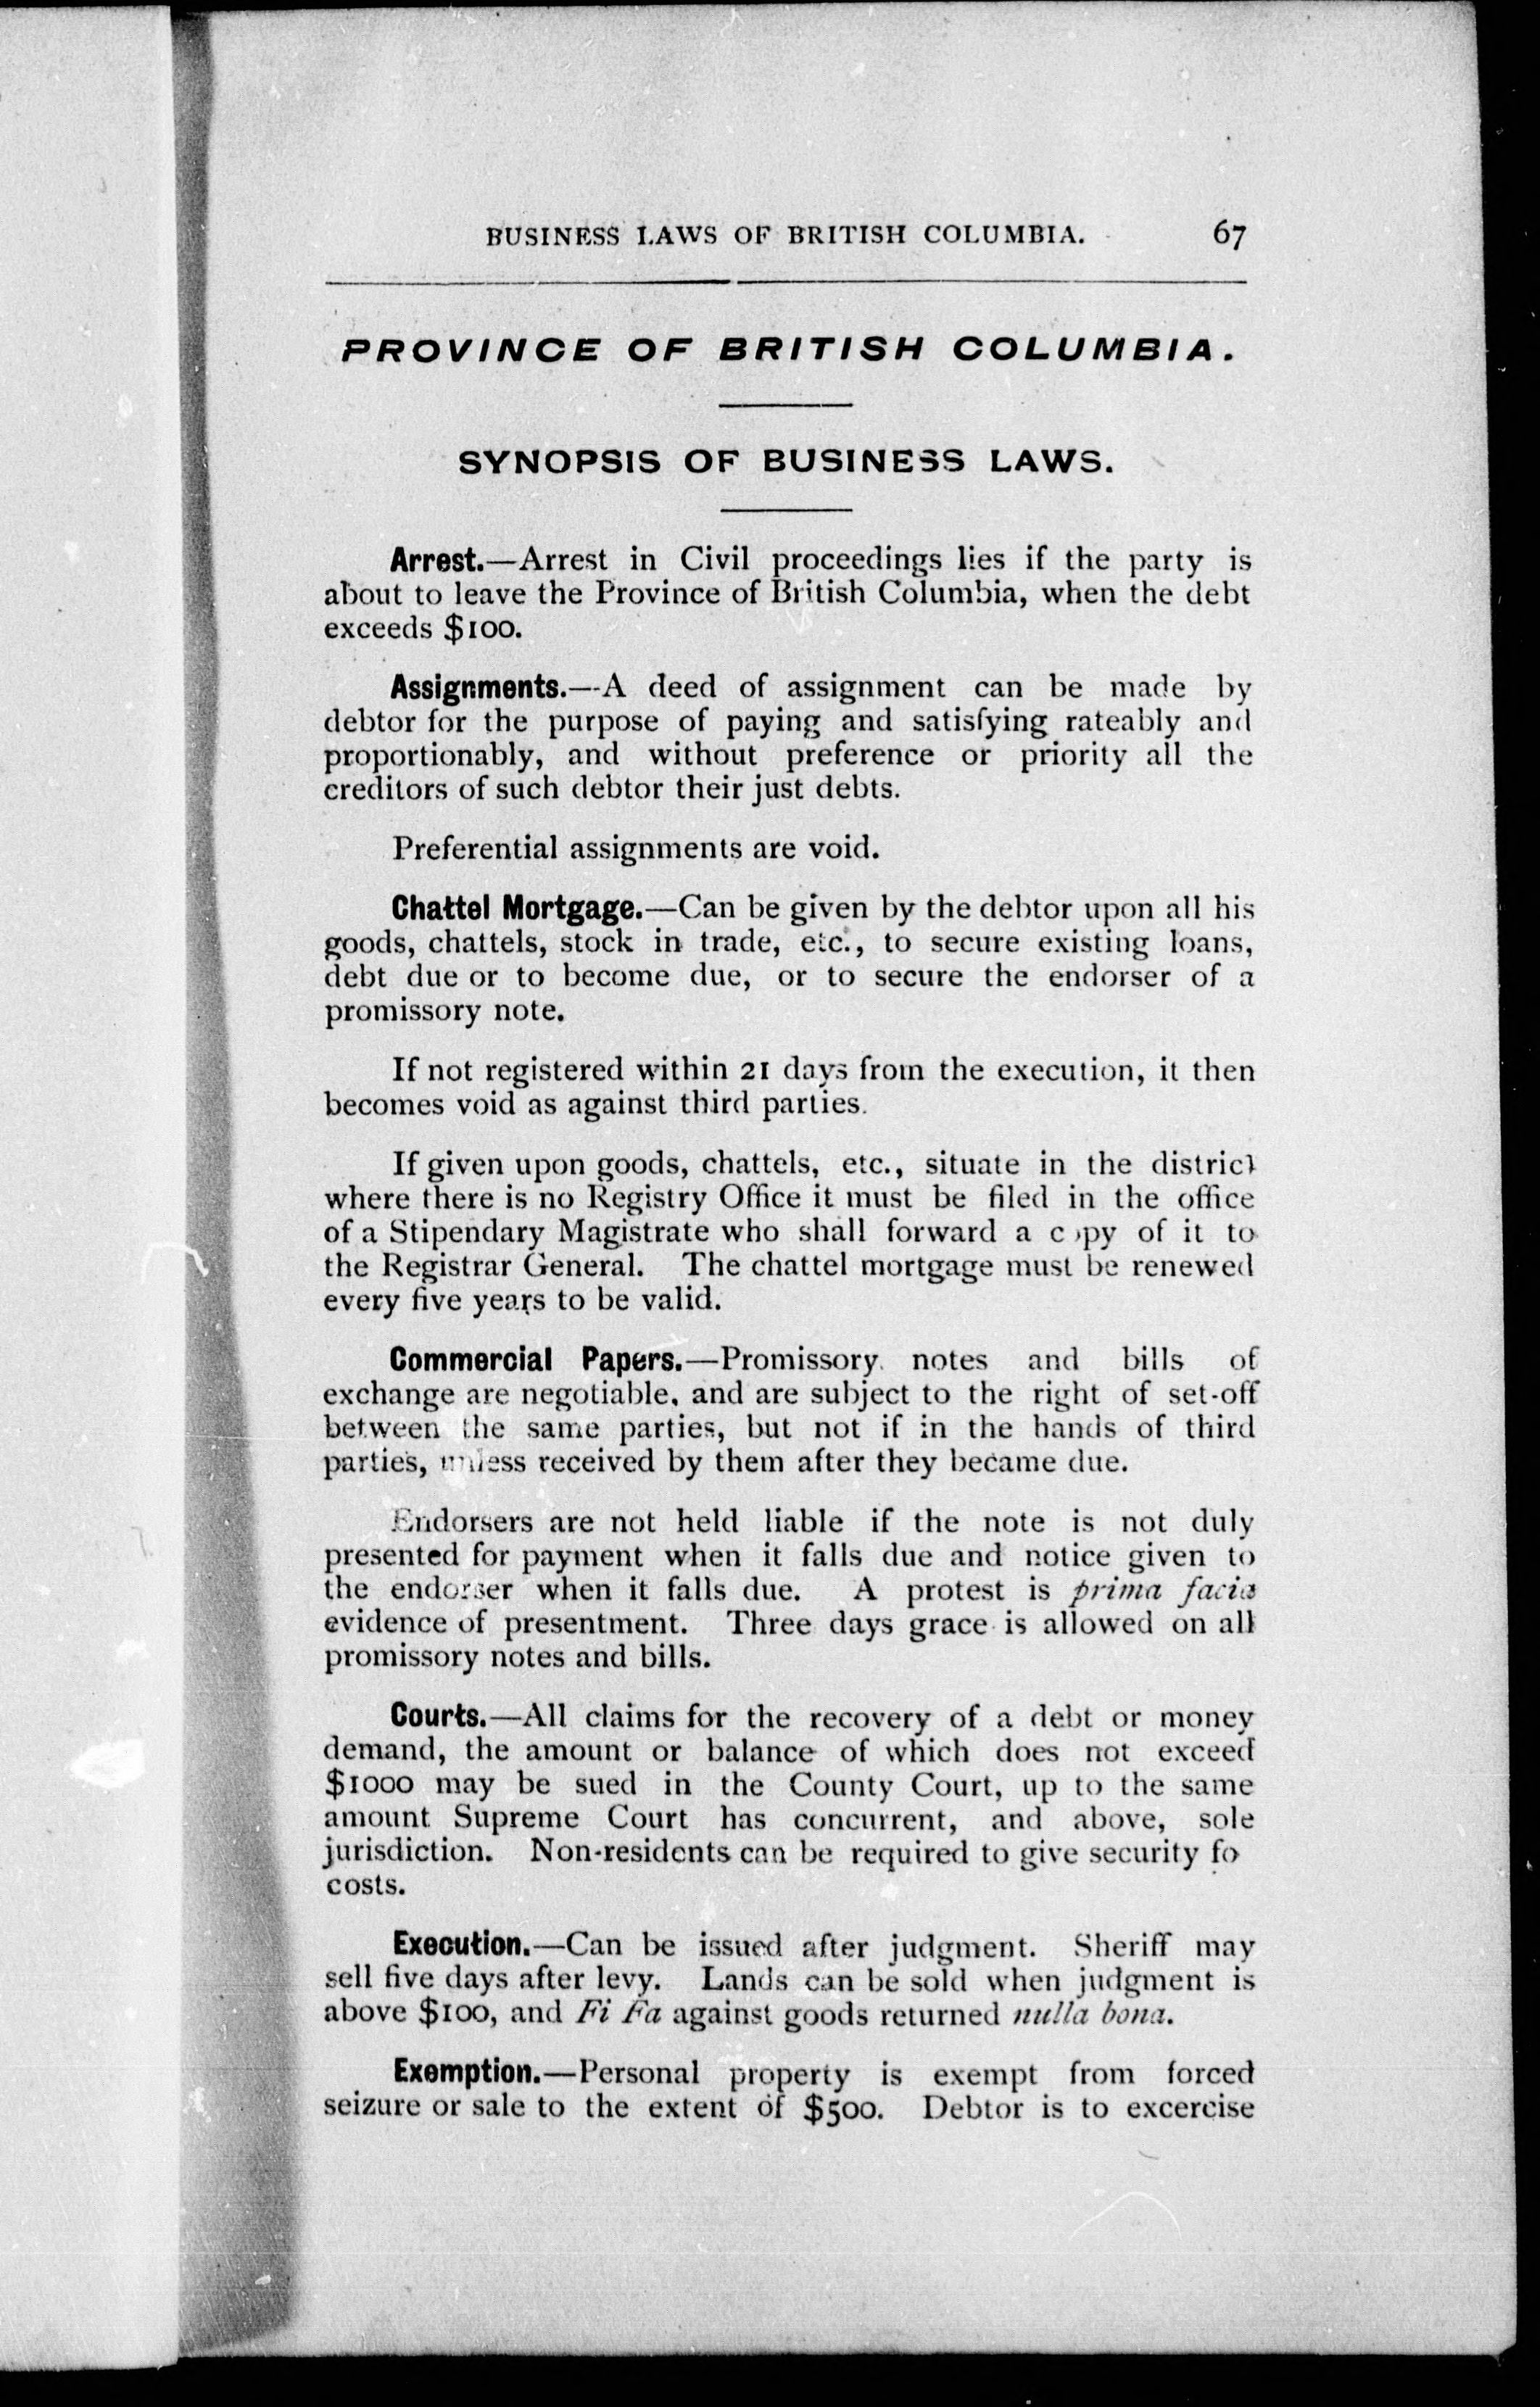 BUSINESS LAWS OF BRITISH COLUMBIA. 67
PROVINCE OF BRITISH COLUMBIA.
SYNOPSIS OF BUSINESS LAWS.
Arrest.—Arrest in Civil proceedings lies if the party is
about to leave the Province of British Columbia, when the debt
exceeds $100.
Assignments.—A deed of assignment can be made by
debtor for the purpose of paying and satisfying rateably and
proportionably, and without preference or priority all the
creditors of such debtor their just debts.
Preferential assignments are void.
Chattel Mortgage.—Can be given by the debtor upon all his
goods, chattels, stock in trade, etc., to secure existing loans,
debt due or to become due, or to secure the endorser of a
promissory note.
If not registered within 21 days from the execution, it then
becomes void as against third parties.
If given upon goods, chattels, etc., situate in the district
where there is no Registry Office it must be filed in the office
of a Stipendary Magistrate who shall forward a copy of it to
the Registrar General. The chattel mortgage must be renewed
every five years to be valid.
Commercial Papers.—Promissory notes and bills of
exchange are negotiable, and are subject to the right of set-off
between the same parties, but not if in the hands of third
parties, unless received by them after they became due.
Endorsers are not held liable if the note is not duly
presented for payment when it falls due and notice given to
the endorser when it falls due. A protest is prima facia
evidence of presentment. Three days grace is allowed on all
promissory notes and bills.
Courts.—All claims for the recovery of a debt or money
demand, the amount or balance of which does not exceed
$1000 may be sued in the County Court, up to the same
amount Supreme Court has concurrent, and above, sole
jurisdiction. Non-residents can be required to give security fo
costs.
Execution.—Can be issued after judgment. Sheriff may
sell five days after levy. Lands can be sold when judgment is
above $100, and Fi Fa against goods returned nulla bona.
Exemption.—Personal property is exempt from forced
seizure or sale to the extent of $500. Debtor is to excercise